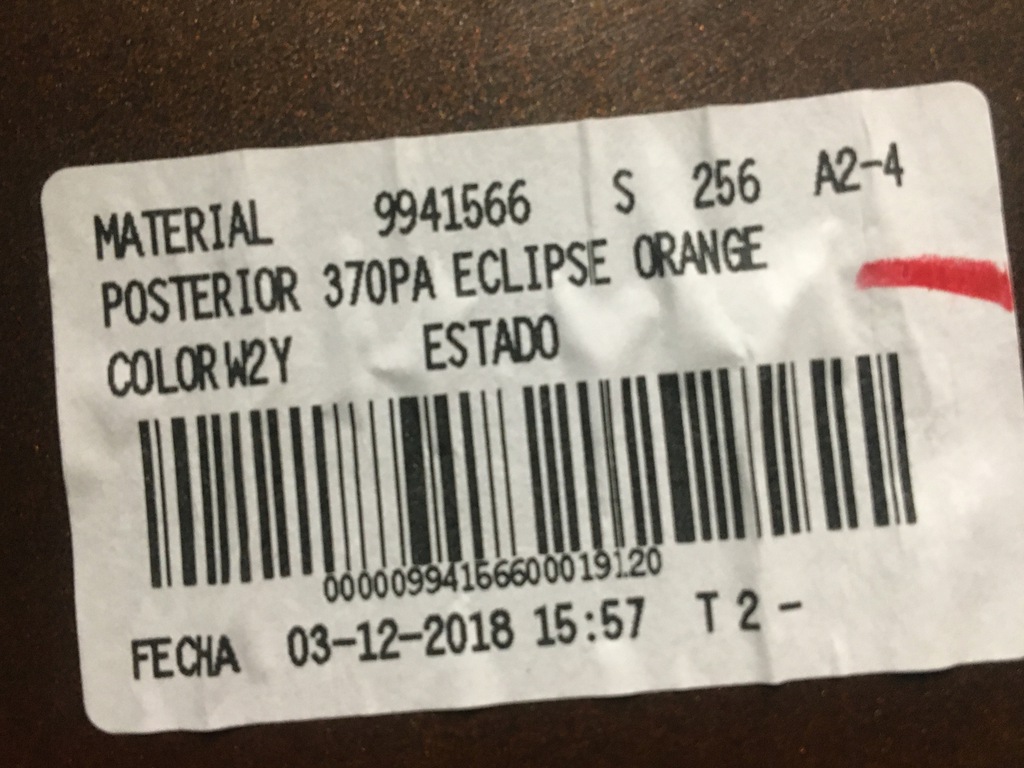 MATERIAL 9941566 S 256 A2-4
POSTERIOR 370PA ECLIPSE ORANGE
COLOR W2Y ESTADO
000009941566600019120
FECHA 03-12-2018 15:57 T 2 -